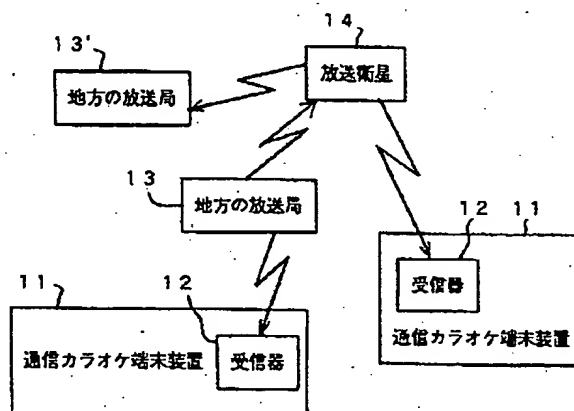 14
13'
放送衛星
地方の放送局
13
12
11
地方の放送局
受信器
11
12
通信カラオケ端末装置
通信カラオケ端末装置
受信器